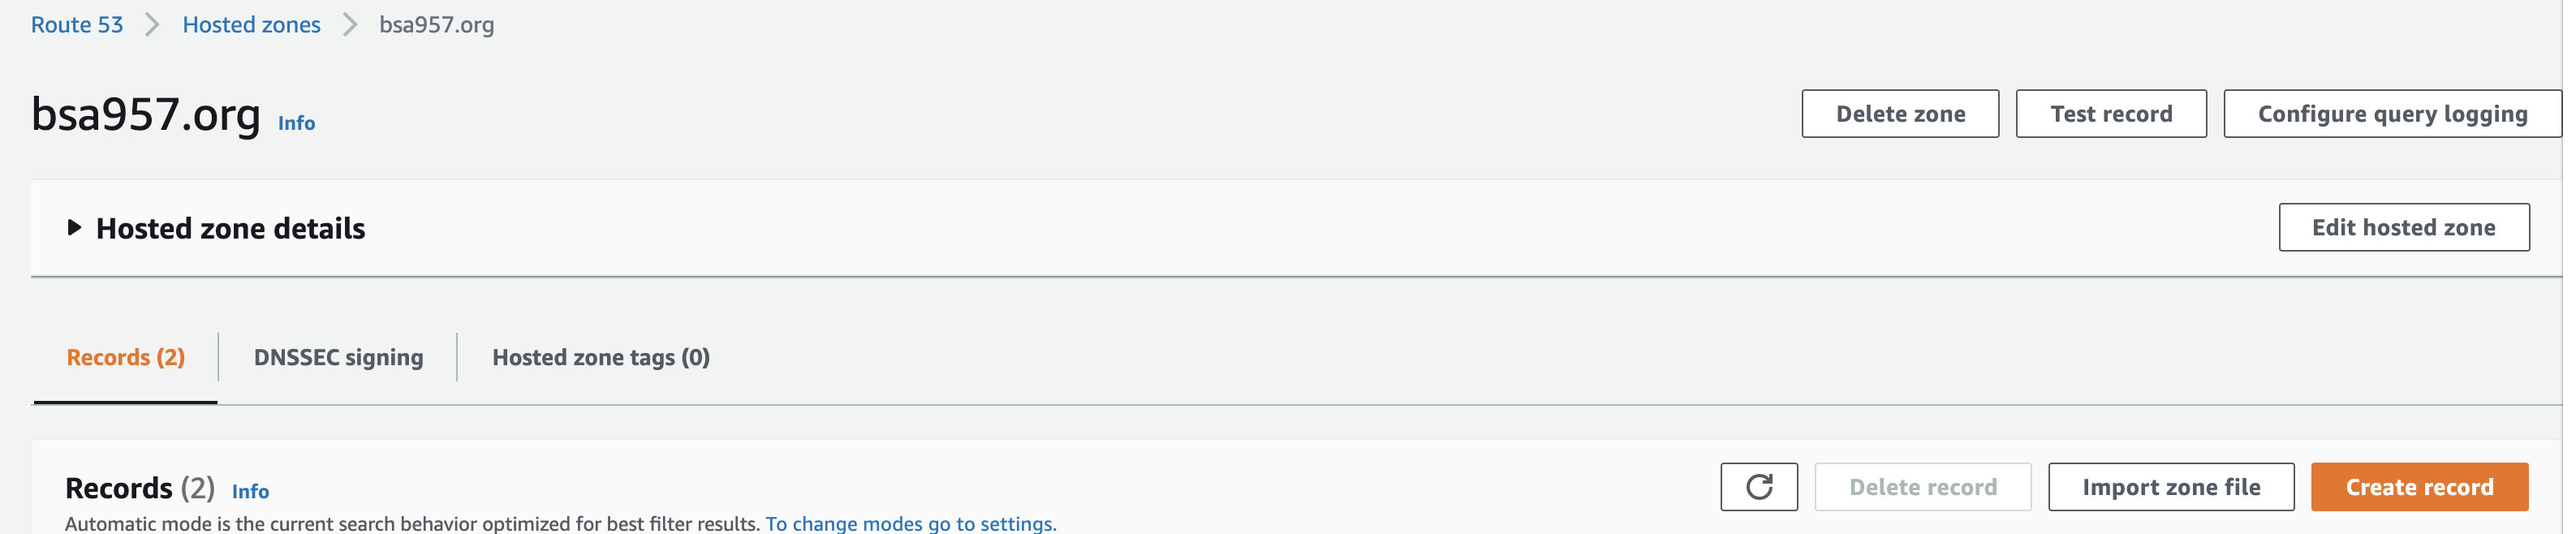 Route 53 > Hosted zones > bsa957.org
bsa957.org Info
Delete zone Test record Configure query logging
Hosted zone details
Edit hosted zone
Records (2) DNSSEC signing Hosted zone tags (0)
Records (2) Info
Delete record Import zone file Create record
Automatic mode is the current search behavior optimized for best filter results. To change modes go to settings.